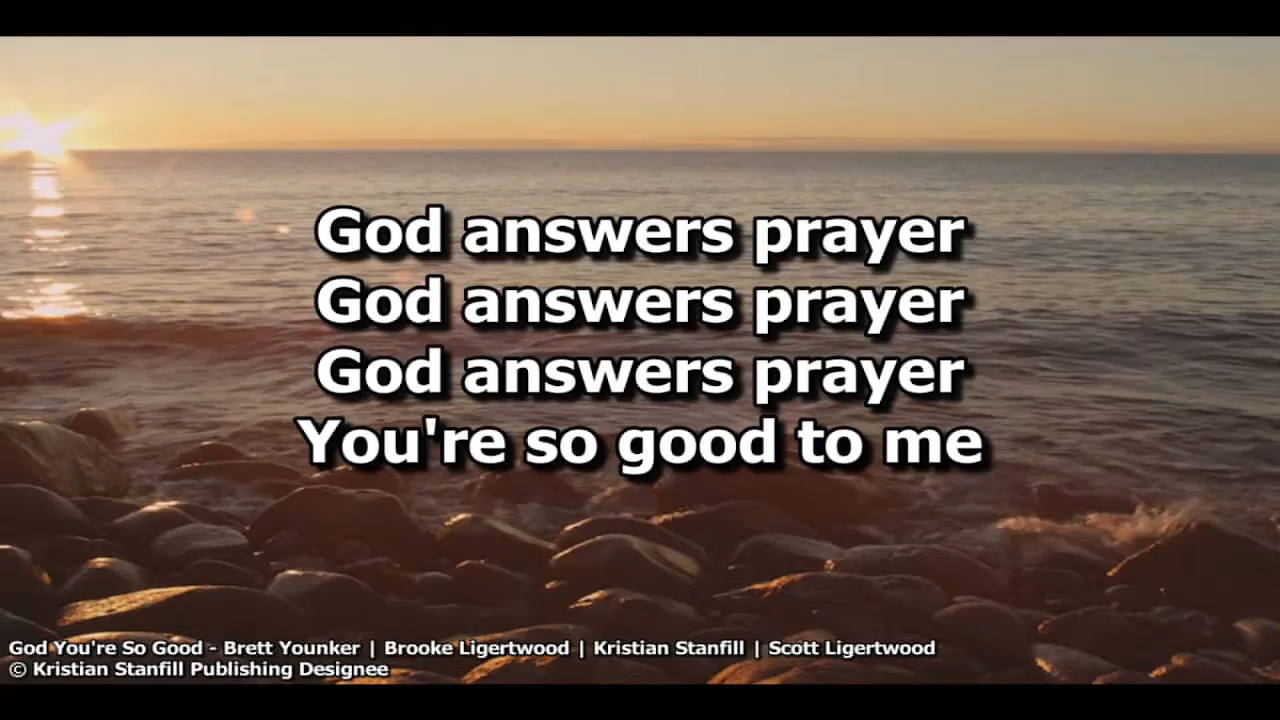 God answers prayer
God answers prayer
God answers prayer
You're so good to me
God You're So Good - Brett Younker | Brooke Ligertwood | Kristian Stanfill | Scott Ligertwood
© Kristian Stanfill Publishing Designee